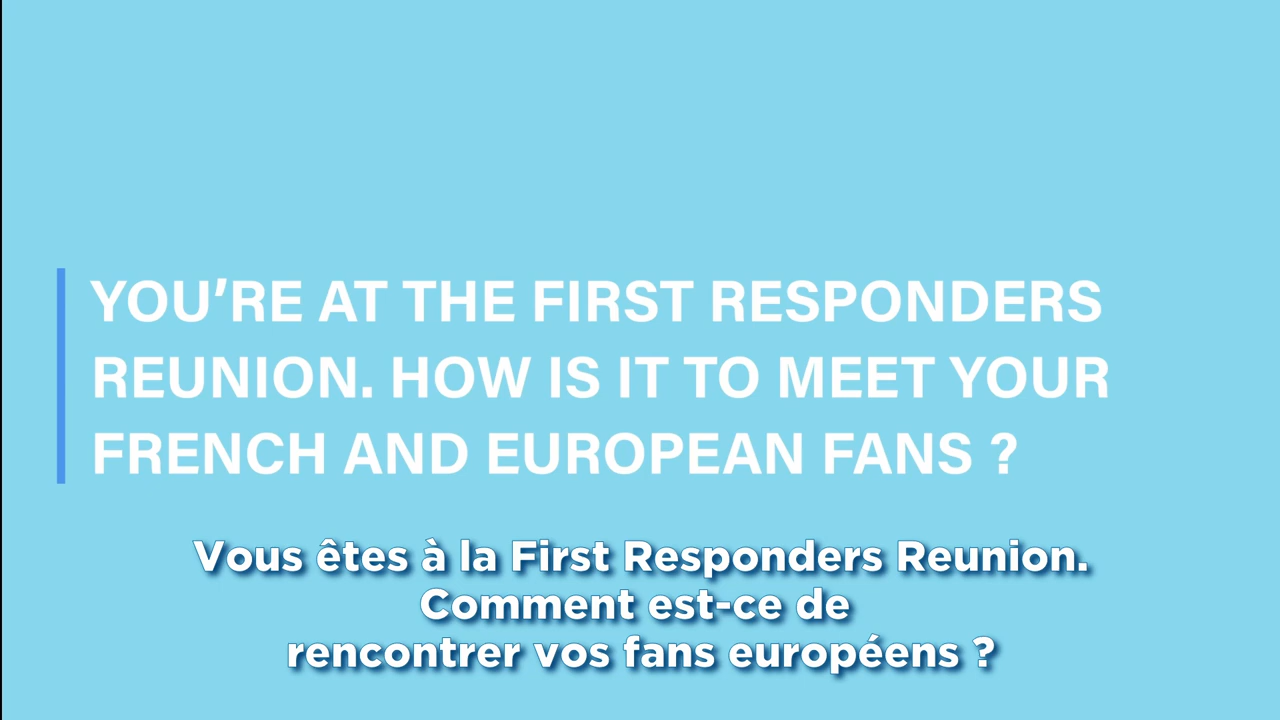 YOU'RE AT THE FIRST RESPONDERS
REUNION. HOW IS IT TO MEET YOUR
FRENCH AND EUROPEAN FANS ?
Vous êtes à la First Responders Reunion.
Comment est-ce de
rencontrer vos fans européens ?